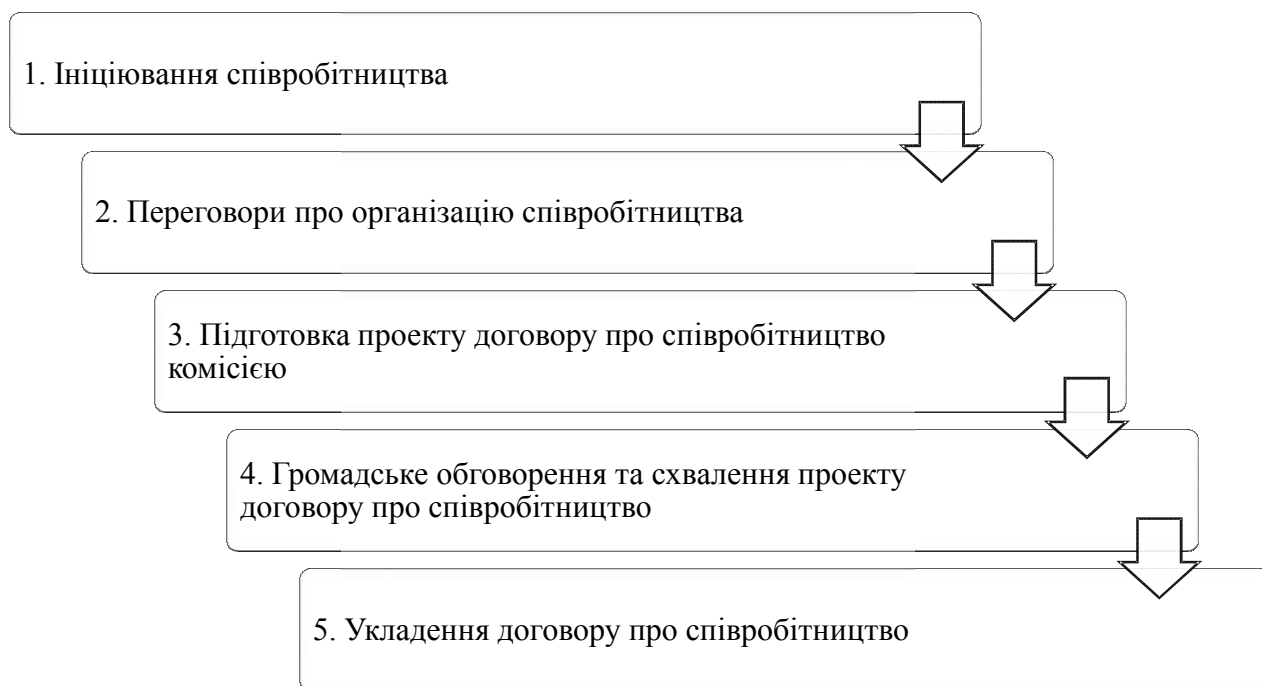 1. Ініціювання співробітництва
2. Переговори про організацію співробітництва
3. Підготовка проекту договору про співробітництво
комісією
4. Громадське обговорення та схвалення проекту
договору про співробітництво
5. Укладення договору про співробітництво